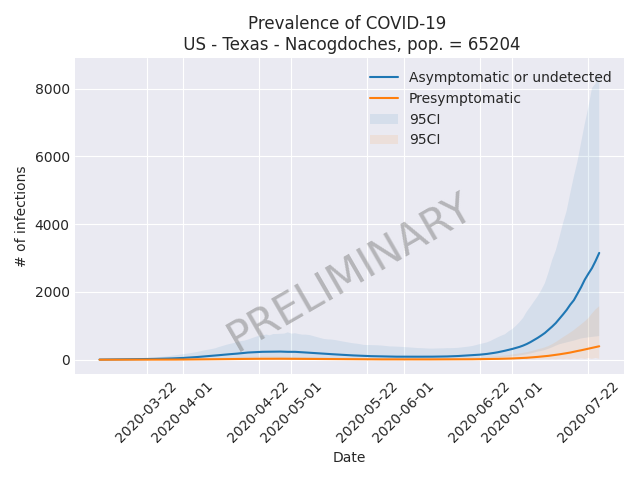 Prevalence of COVID-19
US - Texas - Nacogdoches, pop. = 65204
Asymptomatic or undetected
Presymptomatic
95CI
95CI
# of infections
8000
6000
4000
2000
0
PRELIMINARY
2020-03-22
2020-04-01
2020-04-22
2020-05-01
2020-05-22
2020-06-01
2020-06-22
2020-07-01
2020-07-22
Date